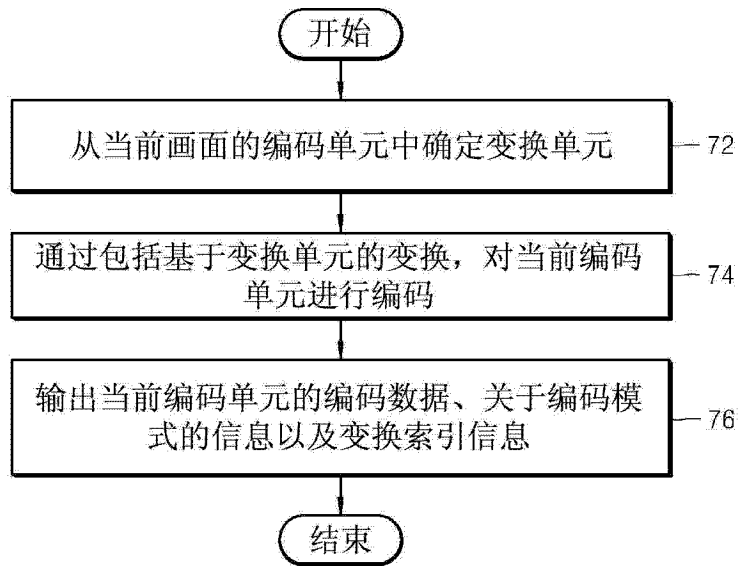 开始
从当前画面的编码单元中确定变换单元
72
通过包括基于变换单元的变换，对当前编码
单元进行编码
74
输出当前编码单元的编码数据、关于编码模
式的信息以及变换索引信息
76
结束